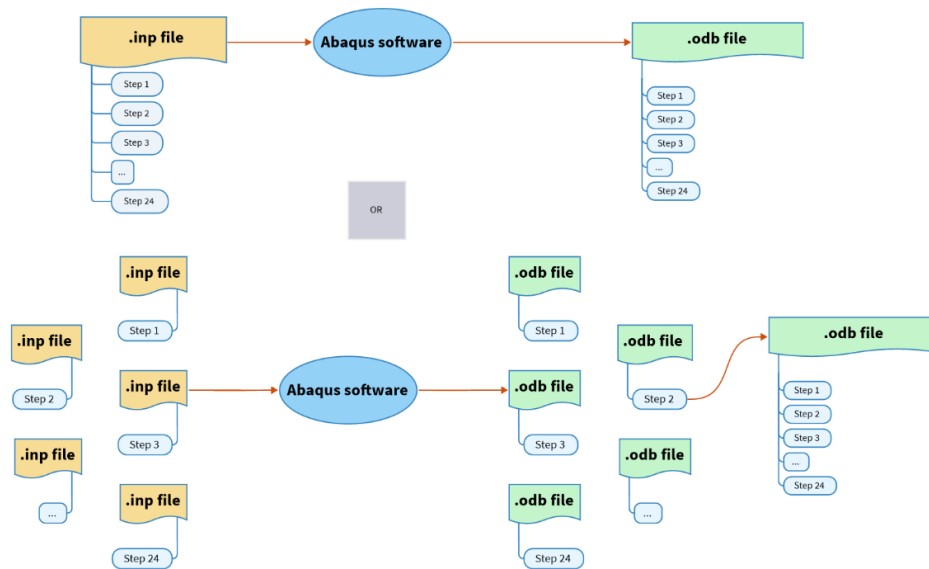 .inp file
Abaqus software
.odb file
Step 1
Step 2
Step 3
...
Step 24
Step 1
Step 2
Step 3
...
Step 24
OR
.inp file
Step 1
.inp file
Step 2
.inp file
Step 3
.inp file
...
.inp file
Step 24
Abaqus software
.odb file
Step 1
.odb file
Step 2
.odb file
Step 3
.odb file
...
.odb file
Step 24
.odb file
Step 1
Step 2
Step 3
...
Step 24